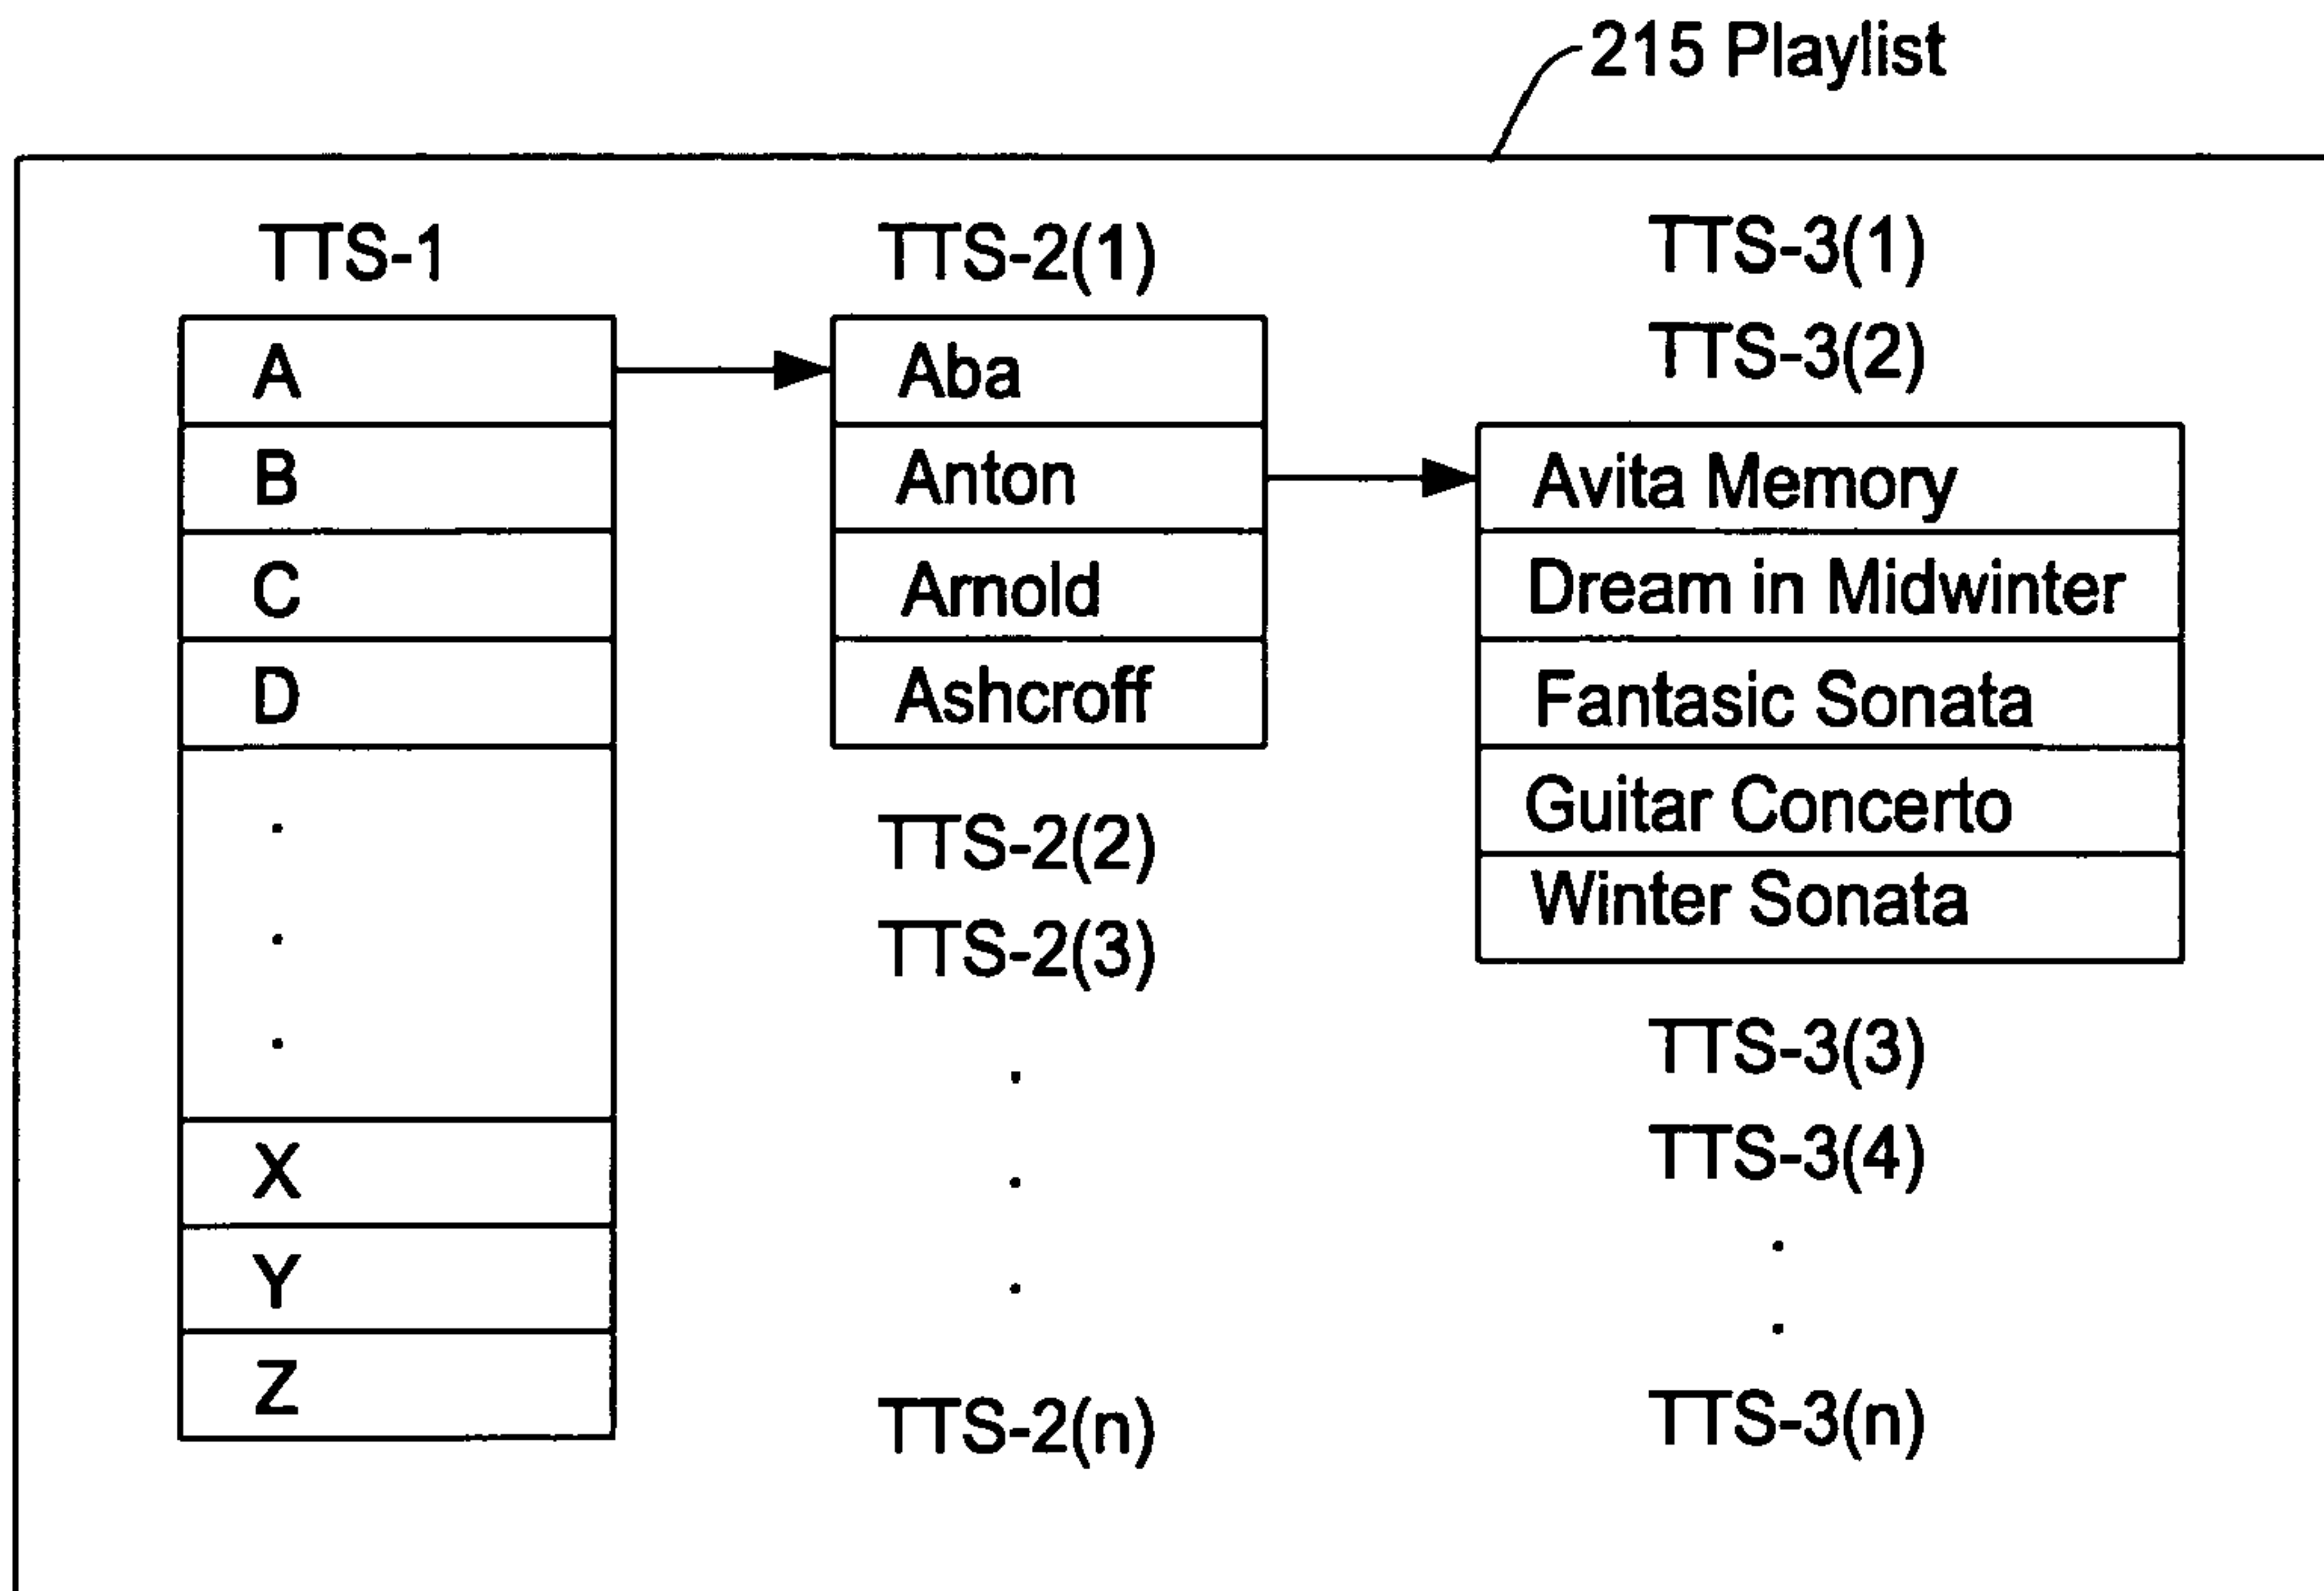 215 Playlist
TTS-1
A
B
C
D
.
.
.
X
Y
Z
TTS-2(1)
Aba
Anton
Arnold
Ashcroff
TTS-2(2)
TTS-2(3)
.
.
.
TTS-2(n)
TTS-3(1)
TTS-3(2)
Avita Memory
Dream in Midwinter
Fantasic Sonata
Guitar Concerto
Winter Sonata
TTS-3(3)
TTS-3(4)
.
.
TTS-3(n)